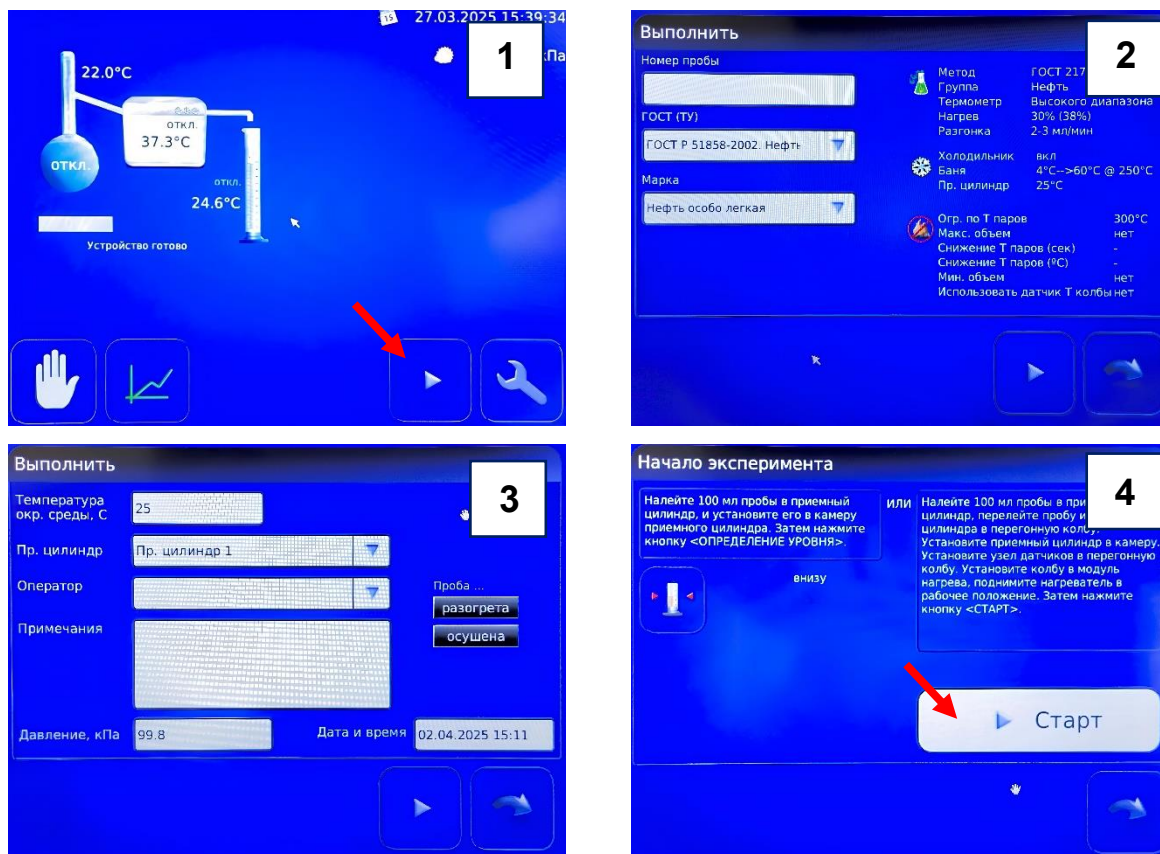 27.03.2025 15:39:34
1
кПа
22.0°C
откл.
37.3°C
откл.
откл.
24.6°C
Устройство готово
Выполнить
2
Номер пробы
ГОСТ (ТУ)
ГОСТ Р 51858-2002. Нефть
Марка
Нефть особо легкая
Метод ГОСТ 217
Группа Нефть
Термометр Высокого диапазона
Нагрев 30% (38%)
Разгонка 2-3 мл/мин
Холодильник вкл
Баня 4°C-->60°C @ 250°C
Пр. цилиндр 25°C
Огр. по Т паров 300°C
Макс. объем нет
Снижение Т паров (сек) -
Снижение Т паров (ºC) -
Мин. объем нет
Использовать датчик Т колбы нет
Выполнить
3
Температура
окр. среды, С 25
Пр. цилиндр Пр. цилиндр 1
Оператор
Проба ...
разогрета
осушена
Примечания
Давление, кПа 99.8 Дата и время 02.04.2025 15:11
Начало эксперимента
4
Налейте 100 мл пробы в приемный
цилиндр, и установите его в камеру
приемного цилиндра. Затем нажмите
кнопку <ОПРЕДЕЛЕНИЕ УРОВНЯ>.
или
внизу
Налейте 100 мл пробы в при
цилиндр, перелейте пробу и
цилиндра в перегонную колбу.
Установите приемный цилиндр в камеру.
Установите узел датчиков в перегонную
колбу. Установите колбу в модуль
нагрева, поднимите нагреватель в
рабочее положение. Затем нажмите
кнопку <СТАРТ>.
Старт